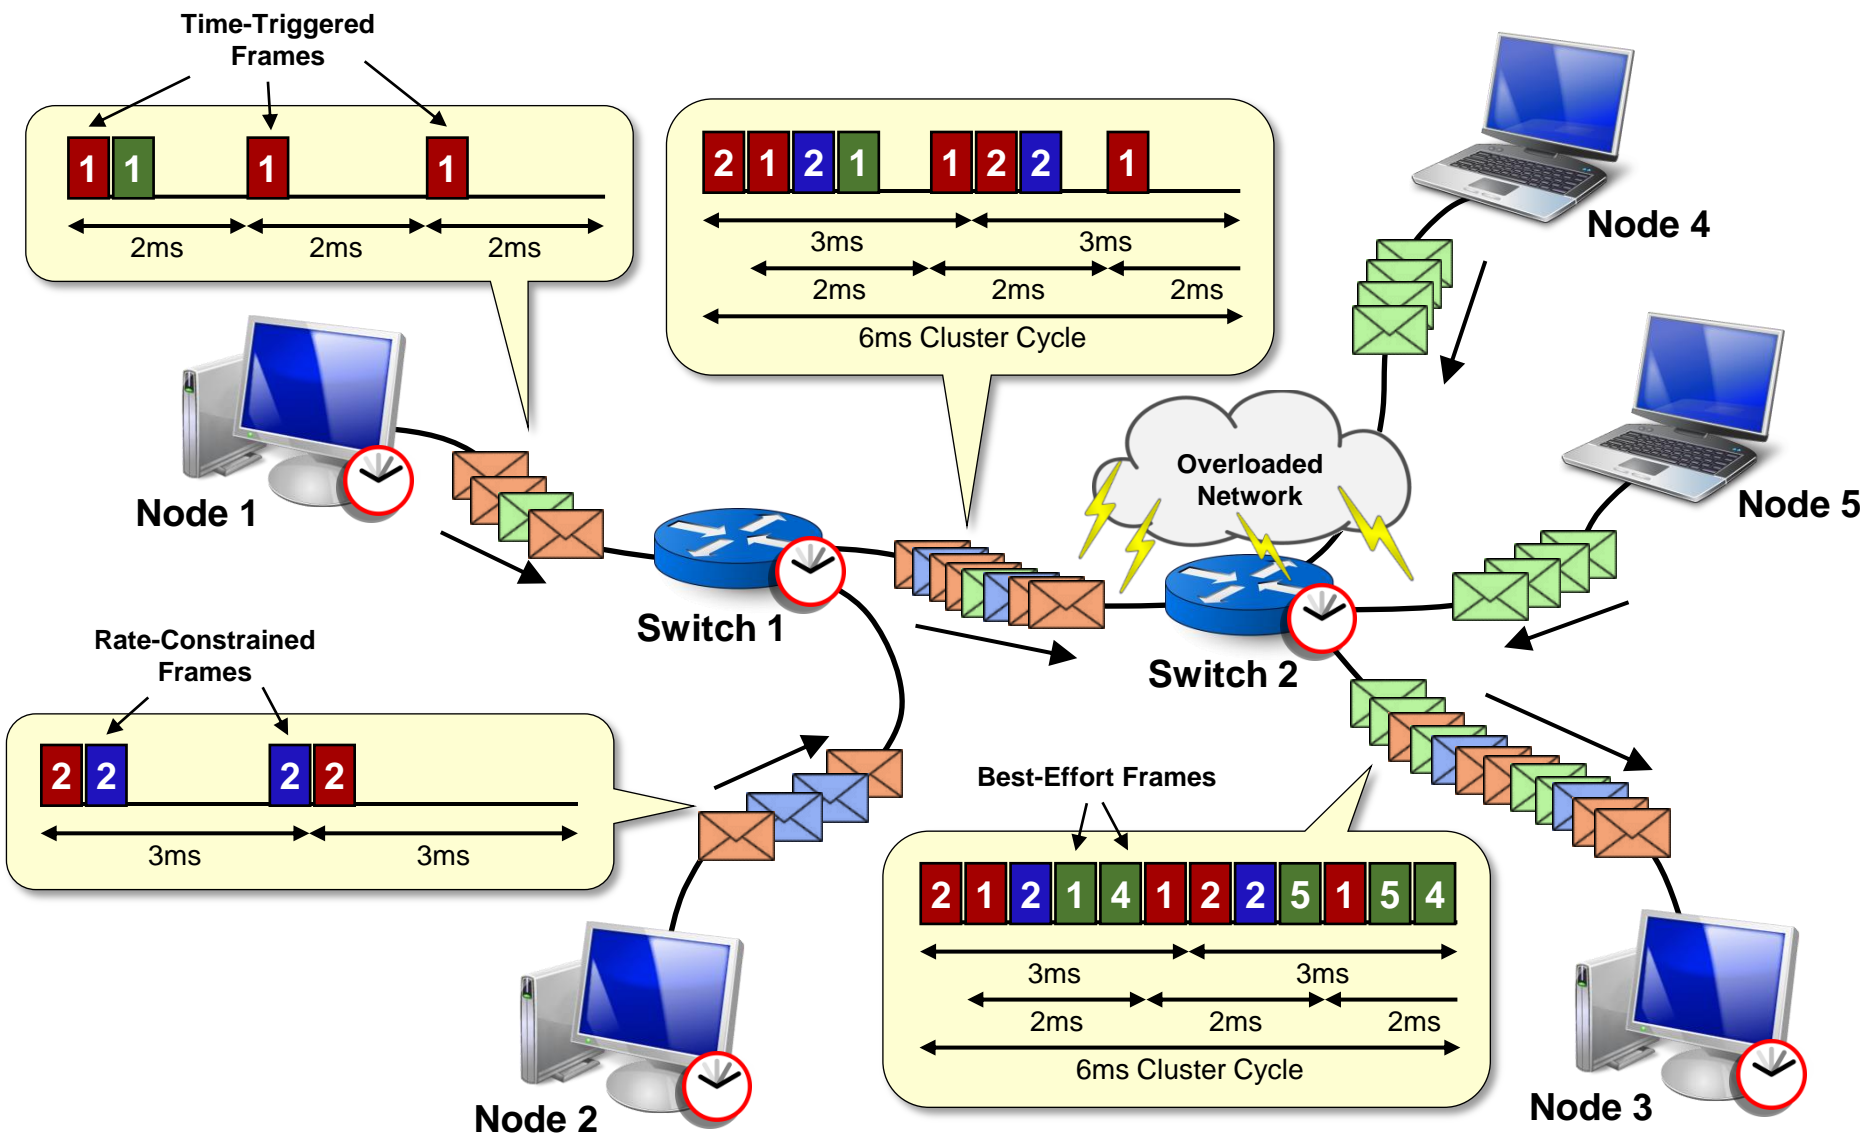 Time-Triggered
Frames
1 1 1 1
2ms 2ms 2ms
2 1 2 1 1 2 2 1
3ms 3ms
2ms 2ms 2ms
6ms Cluster Cycle
Node 4
Node 1
Overloaded
Network
Node 5
Switch 1
Switch 2
Rate-Constrained
Frames
2 2 2 2
3ms 3ms
Best-Effort Frames
2 1 2 1 4 1 2 2 5 1 5 4
3ms 3ms
2ms 2ms 2ms
6ms Cluster Cycle
Node 2
Node 3